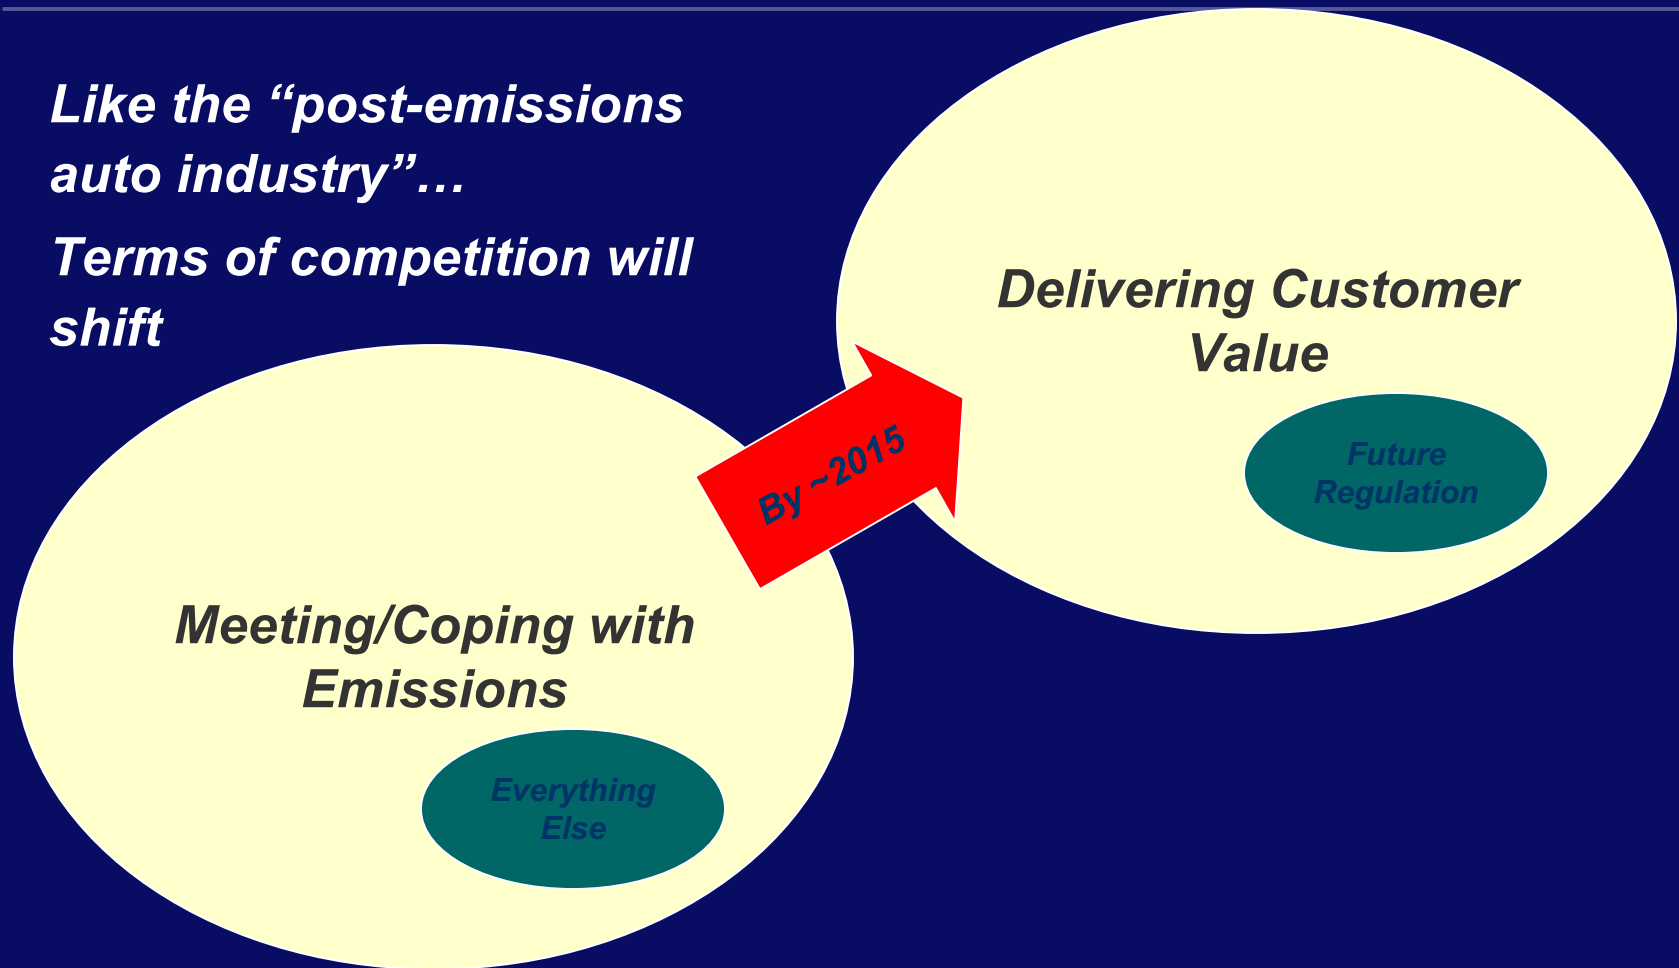 Like the “post-emissions
auto industry”…
Terms of competition will
shift
Delivering Customer
Value
Future
Regulation
By ~2015
Meeting/Coping with
Emissions
Everything
Else